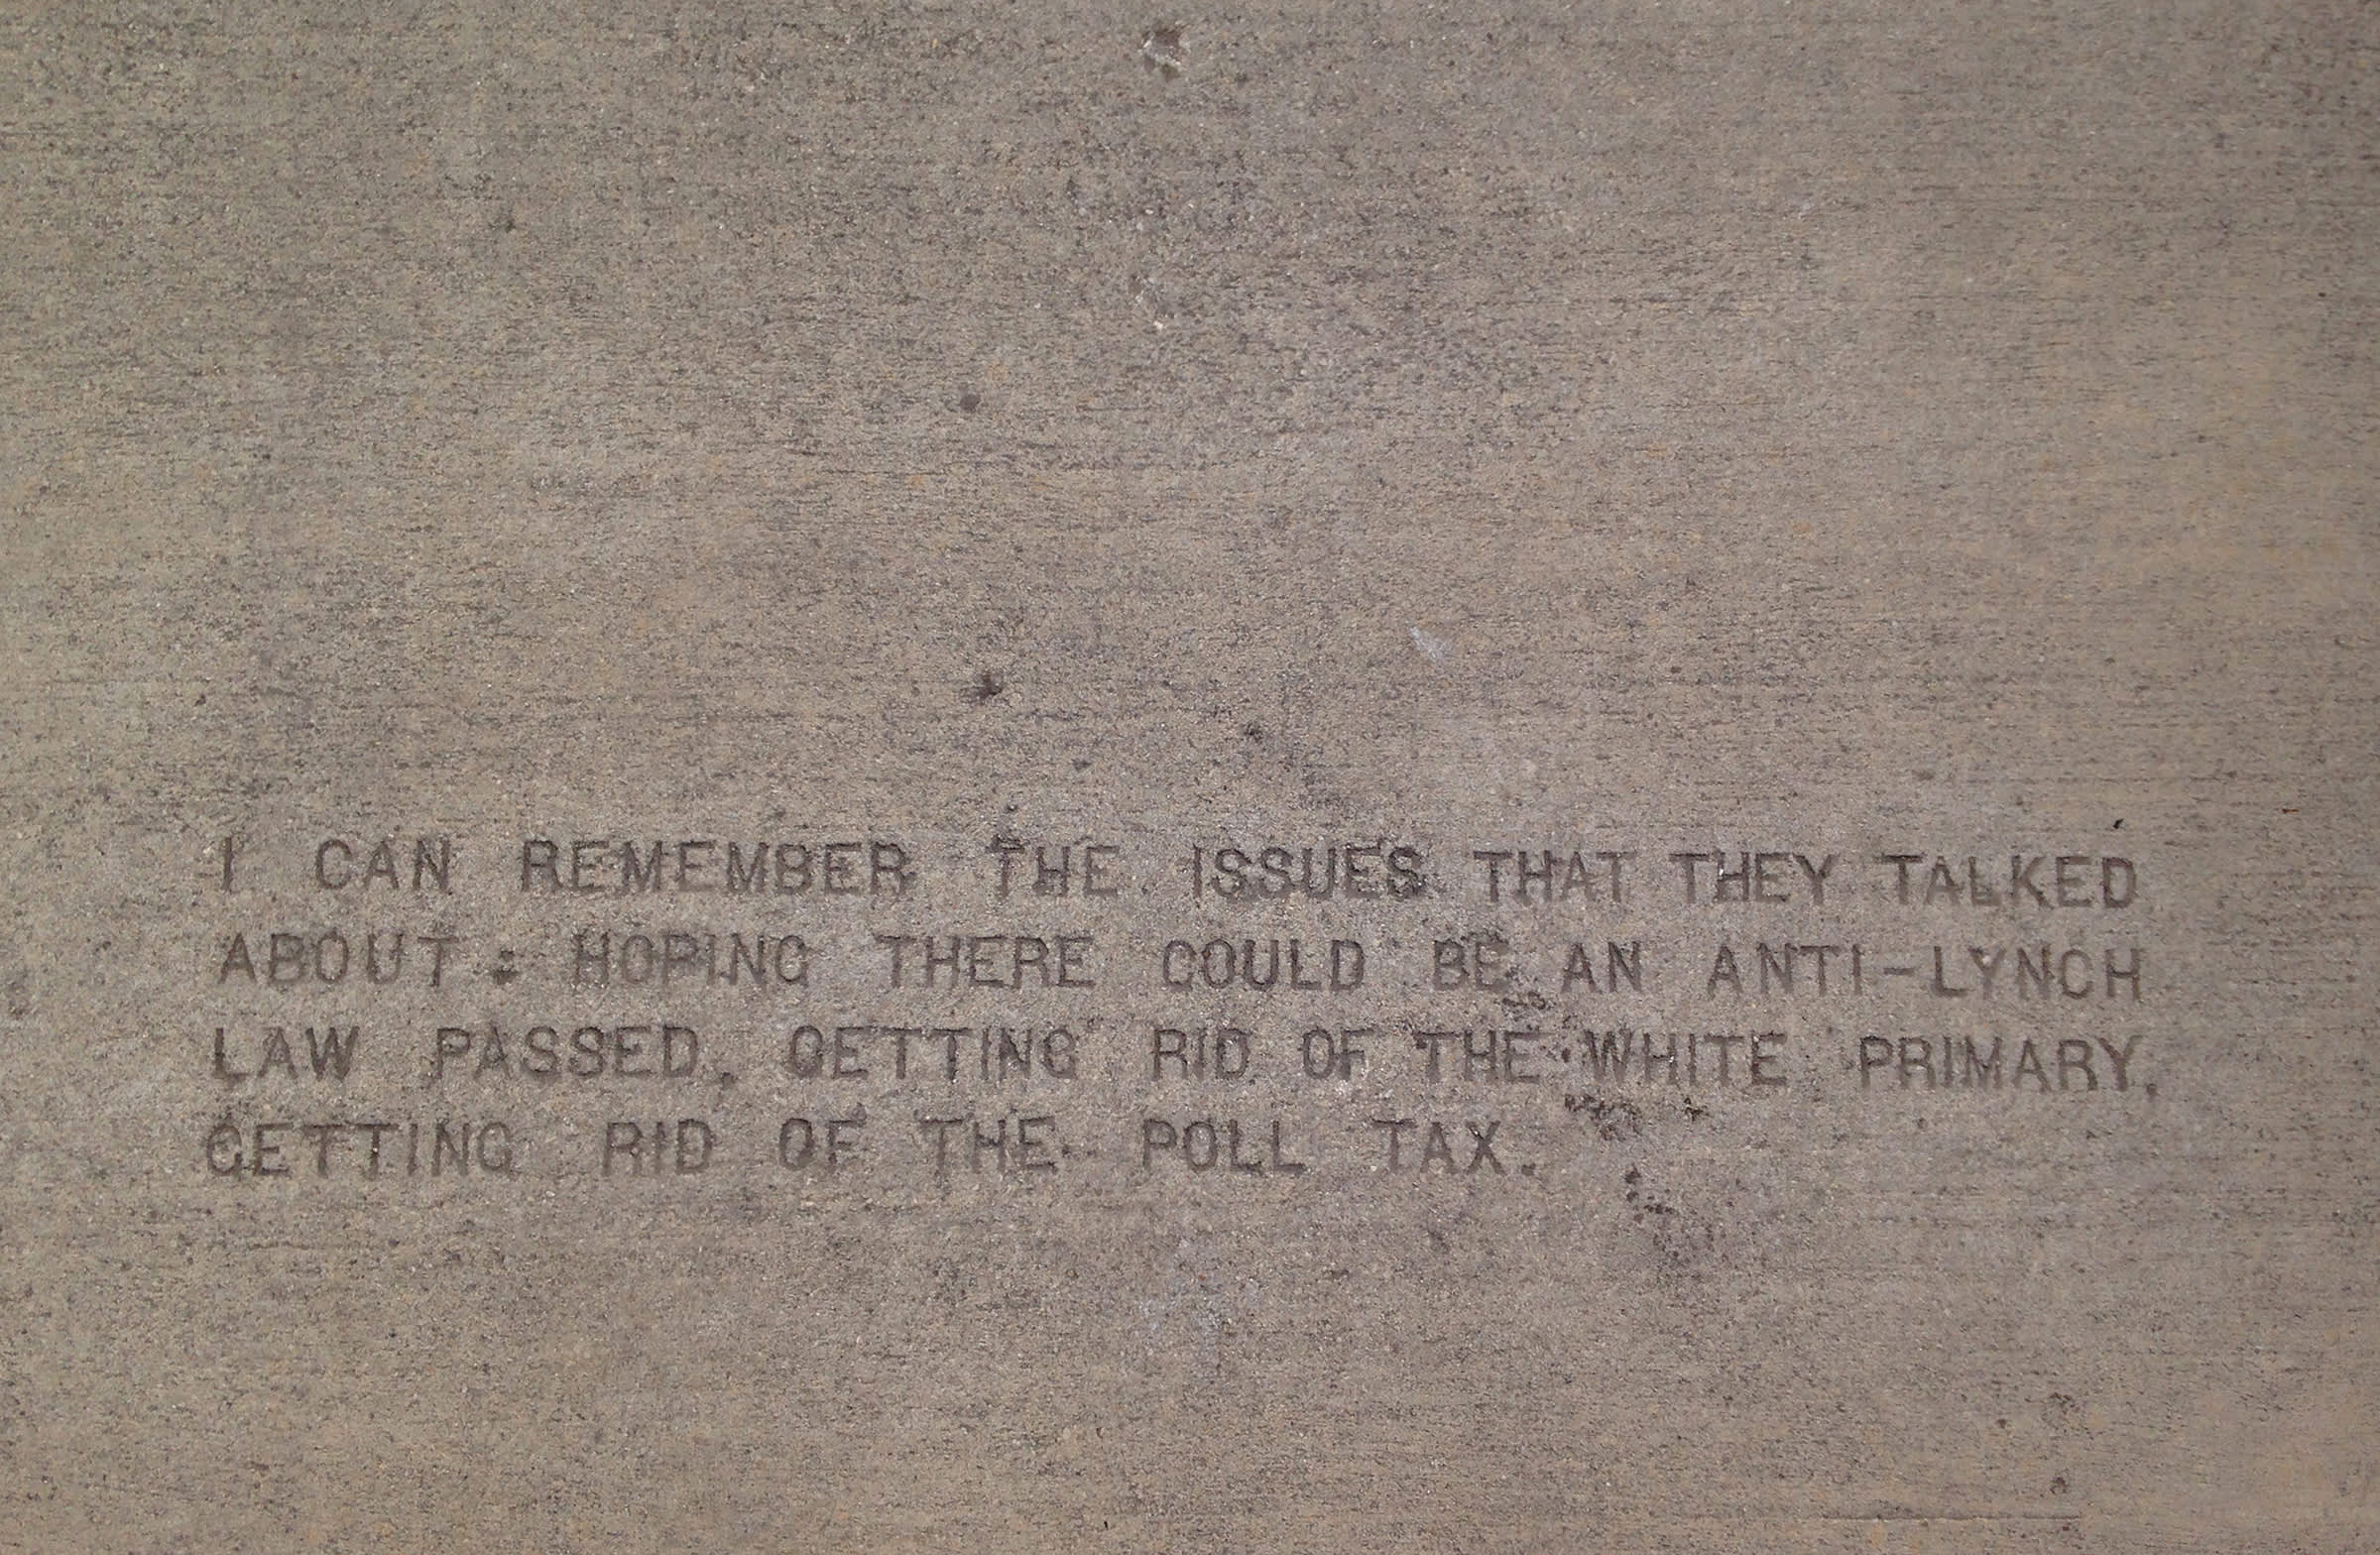 I CAN REMEMBER THE ISSUES THAT THEY TALKED
ABOUT: HOPING THERE COULD BE AN ANTI-LYNCH
LAW PASSED, GETTING RID OF THE WHITE PRIMARY,
GETTING RID OF THE POLL TAX.